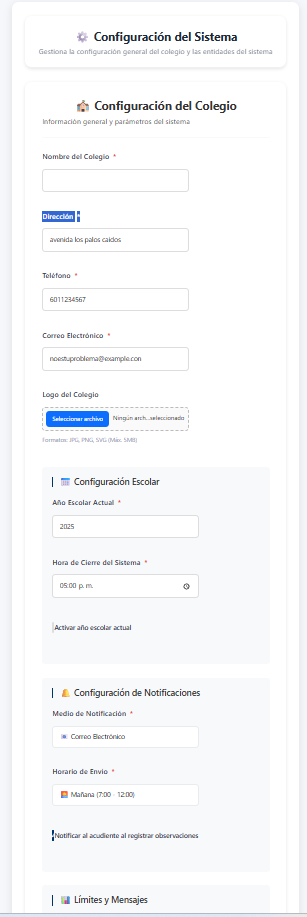 Configuración del Sistema
Gestiona la configuración general del colegio y las entidades del sistema
Configuración del Colegio
Información general y parámetros del sistema
Nombre del Colegio *
Dirección *
avenida los palos caidos
Teléfono *
6011234567
Correo Electrónico *
noestuproblema@example.con
Logo del Colegio
Seleccionar archivo Ningún arch...seleccionado
Formatos: JPG, PNG, SVG (Máx. 5MB)
Configuración Escolar
Año Escolar Actual *
2025
Hora de Cierre del Sistema *
05:00 p. m.
Activar año escolar actual
Configuración de Notificaciones
Medio de Notificación *
Correo Electrónico
Horario de Envío *
Mañana (7:00 - 12:00)
Notificar al acudiente al registrar observaciones
Límites y Mensajes